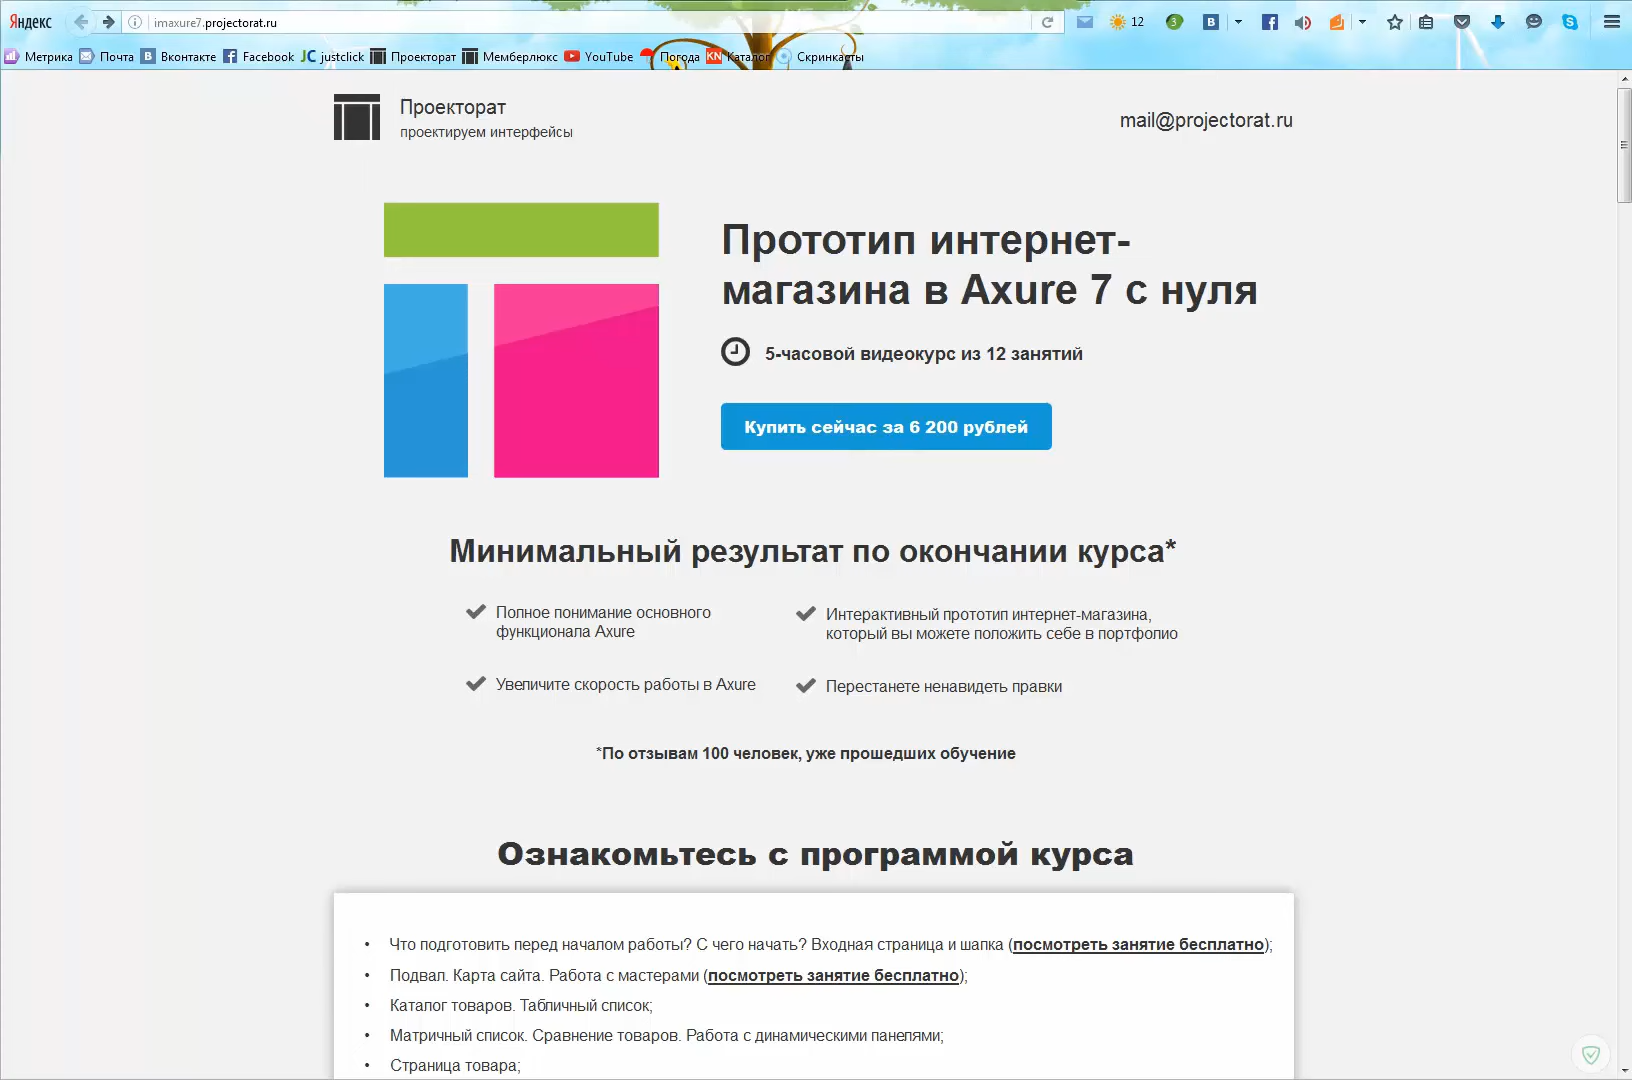 Яндекс
imaxure7.projectorat.ru
12
3
Метрика Почта Вконтакте Facebook justclick Проекторат Мемберлюкс YouTube Погода Каталог Скринкасты
Проекторат
проектируем интерфейсы
mail@projectorat.ru
Прототип интернет-
магазина в Axure 7 с нуля
5-часовой видеокурс из 12 занятий
Купить сейчас за 6 200 рублей
Минимальный результат по окончании курса*
Полное понимание основного
функционала Axure
Интерактивный прототип интернет-магазина,
который вы можете положить себе в портфолио
Увеличите скорость работы в Axure
Перестанете ненавидеть правки
*По отзывам 100 человек, уже прошедших обучение
Ознакомьтесь с программой курса
• Что подготовить перед началом работы? С чего начать? Входная страница и шапка (посмотреть занятие бесплатно);
• Подвал. Карта сайта. Работа с мастерами (посмотреть занятие бесплатно);
• Каталог товаров. Табличный список;
• Матричный список. Сравнение товаров. Работа с динамическими панелями;
• Страница товара;